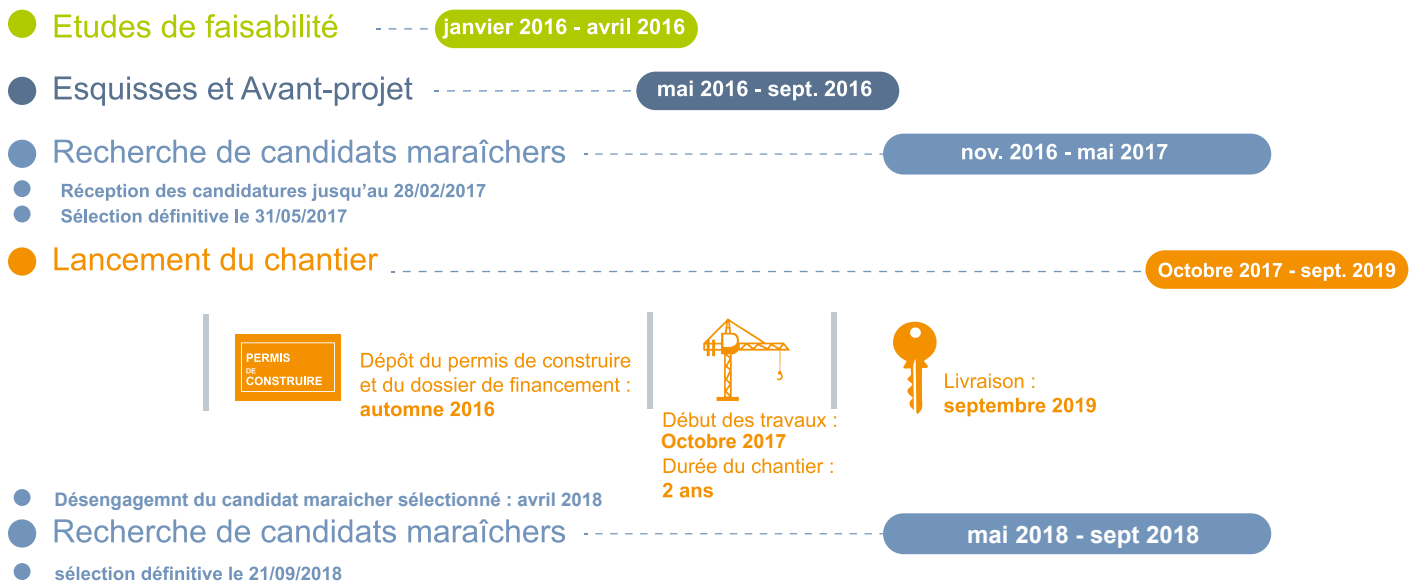 Etudes de faisabilité
janvier 2016 - avril 2016
Esquisses et Avant-projet
mai 2016 - sept. 2016
Recherche de candidats maraîchers
nov. 2016 - mai 2017
Réception des candidatures jusqu'au 28/02/2017
Sélection définitive le 31/05/2017
Lancement du chantier
Octobre 2017 - sept. 2019
PERMIS
DE
CONSTRUIRE
Dépôt du permis de construire
et du dossier de financement :
automne 2016
Début des travaux :
Octobre 2017
Durée du chantier :
2 ans
Livraison :
septembre 2019
Désengagemnt du candidat maraicher sélectionné : avril 2018
Recherche de candidats maraîchers
mai 2018 - sept 2018
sélection définitive le 21/09/2018